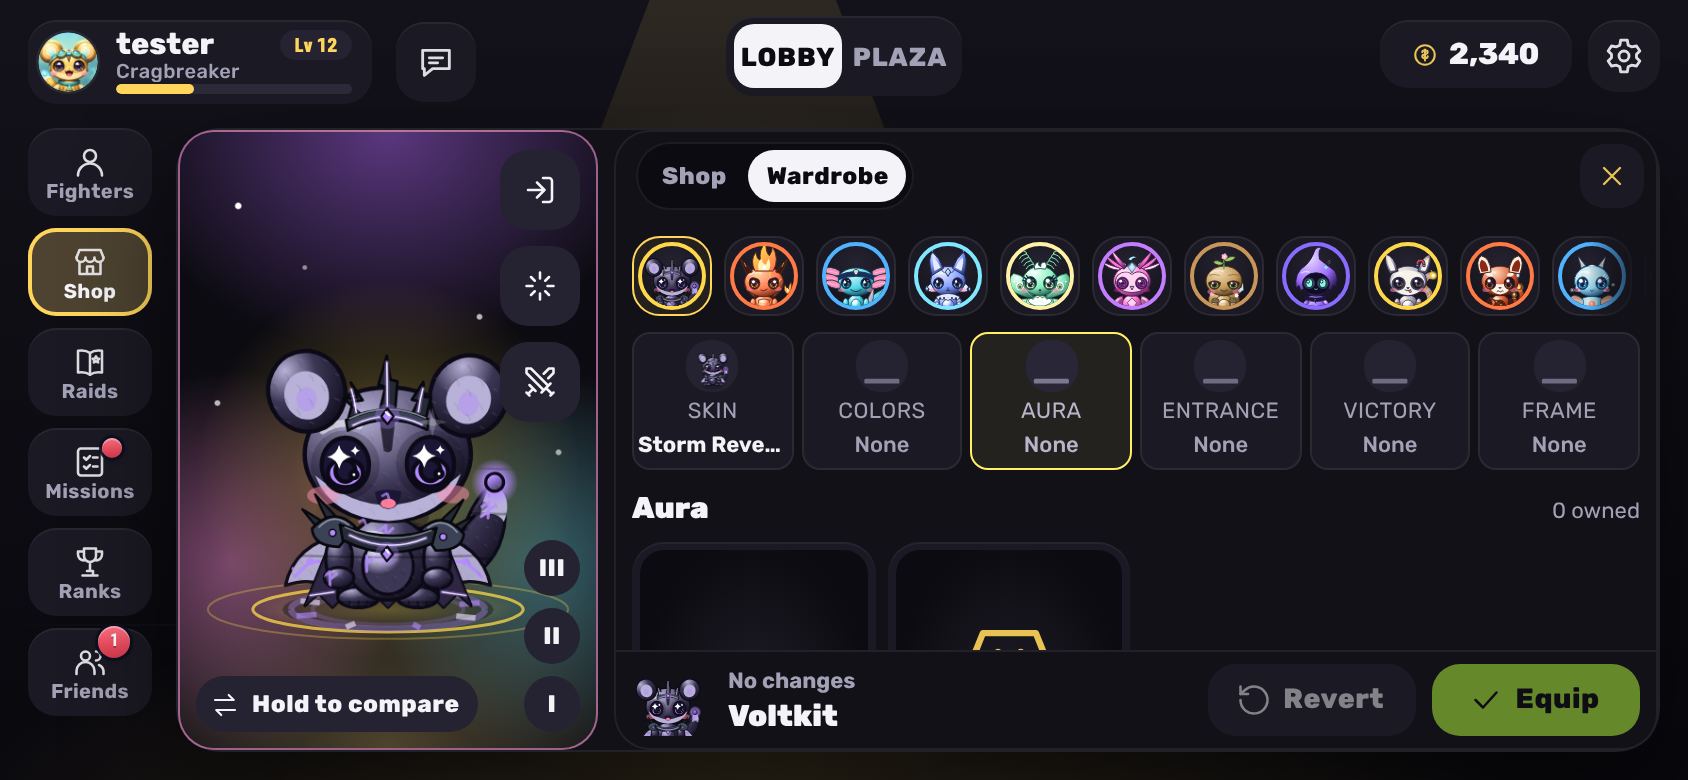 tester
Lv 12
Cragbreaker
LOBBY
PLAZA
2,340
Fighters
Shop
Raids
Missions
Ranks
1
Friends
III
II
I
Hold to compare
Shop
Wardrobe
SKIN
Storm Reve...
COLORS
None
AURA
None
ENTRANCE
None
VICTORY
None
FRAME
None
Aura
0 owned
No changes
Voltkit
Revert
Equip